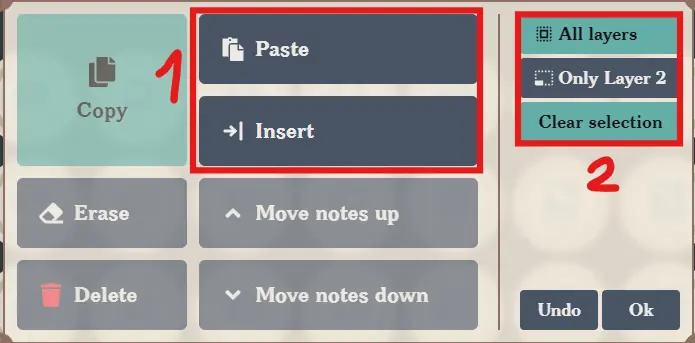 1
Paste
Copy
Insert
Erase
Move notes up
Delete
Move notes down
All layers
Only Layer 2
Clear selection
2
Undo
Ok